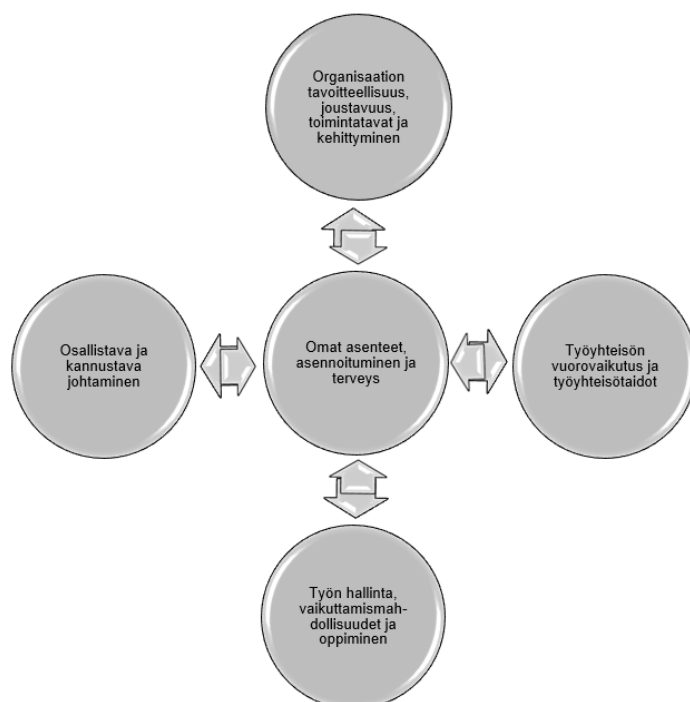 Organisaation
tavoitteellisuus,
joustavuus,
toimintatavat ja
kehittyminen
Osallistava ja
kannustava
johtaminen
Omat asenteet,
asennoituminen ja
terveys
Työyhteisön
vuorovaikutus ja
työyhteisötaidot
Työn hallinta,
vaikuttamismah-
dollisuudet ja
oppiminen